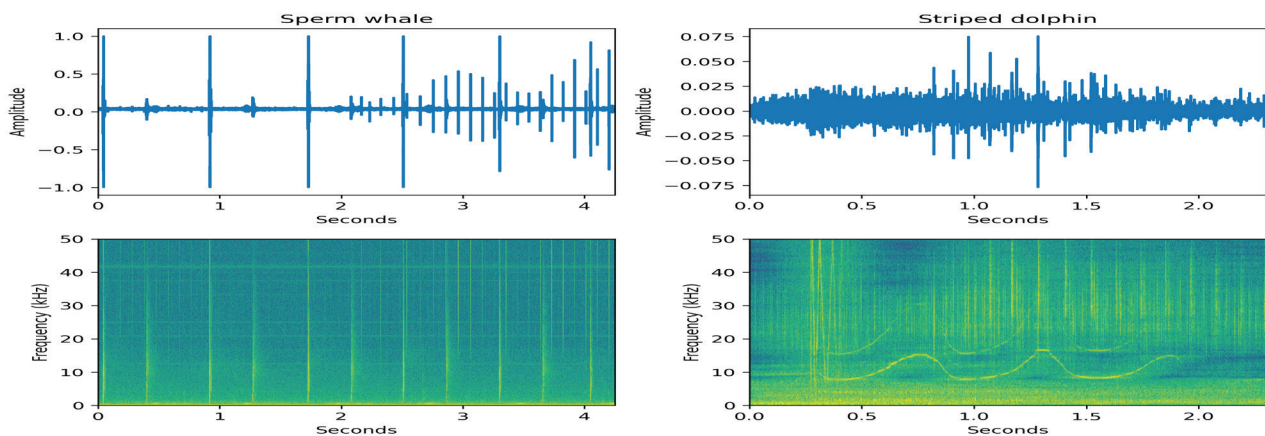 Sperm whale
1.0
0.5
0.0
−0.5
−1.0
Amplitude
0 1 2 3 4
Seconds
50
40
30
20
10
0
Frequency (kHz)
0 1 2 3 4
Seconds
Striped dolphin
0.075
0.050
0.025
0.000
−0.025
−0.050
−0.075
Amplitude
0.0 0.5 1.0 1.5 2.0
Seconds
50
40
30
20
10
0
Frequency (kHz)
0.0 0.5 1.0 1.5 2.0
Seconds